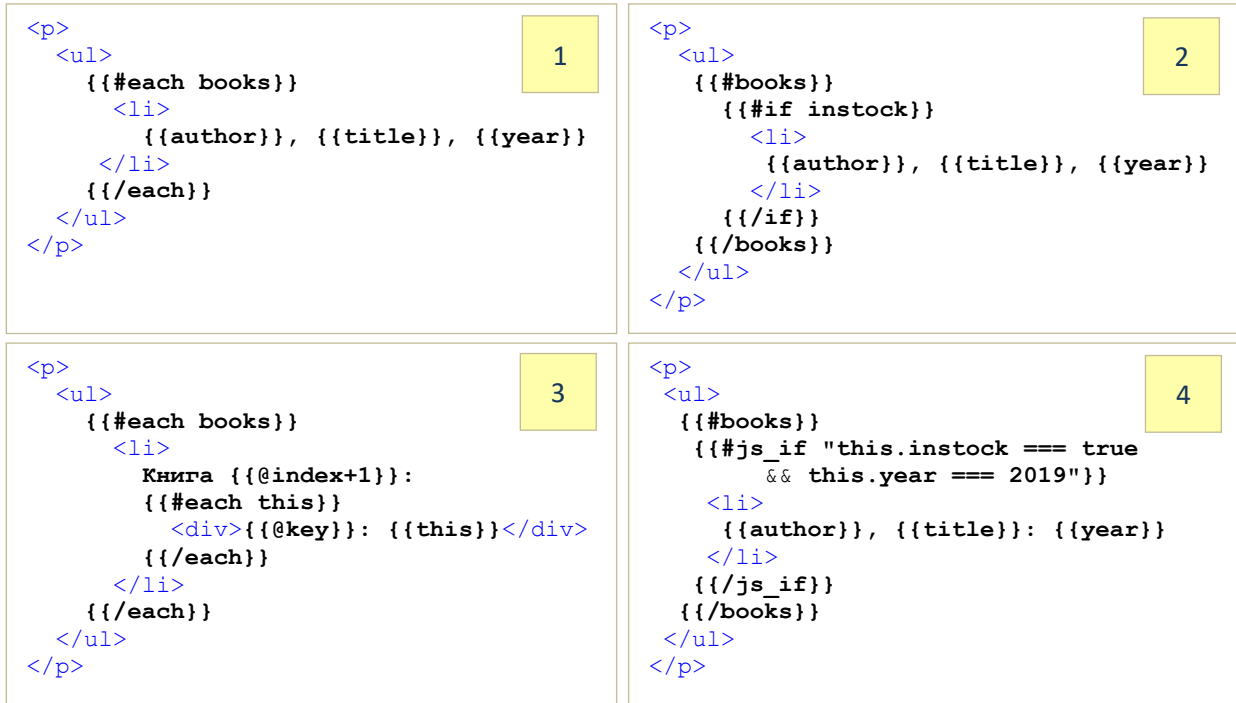 <p>
1
<ul>
{{#each books}}
<li>
{{author}}, {{title}}, {{year}}
</li>
{{/each}}
</ul>
</p>
<p>
2
<ul>
{{#books}}
{{#if instock}}
<li>
{{author}}, {{title}}, {{year}}
</li>
{{/if}}
{{/books}}
</ul>
</p>
<p>
3
<ul>
{{#each books}}
<li>
Книга {{@index+1}}:
{{#each this}}
<div>{{@key}}: {{this}}</div>
{{/each}}
</li>
{{/each}}
</ul>
</p>
<p>
4
<ul>
{{#books}}
{{#js_if "this.instock === true
&& this.year === 2019"}}
<li>
{{author}}, {{title}}: {{year}}
</li>
{{/js_if}}
{{/books}}
</ul>
</p>